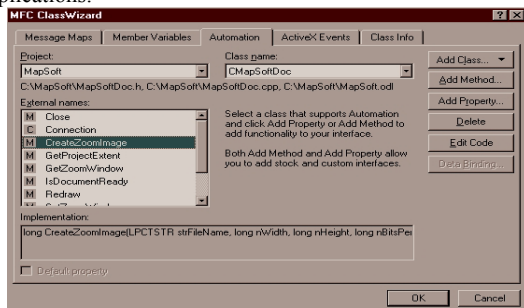 MFC ClassWizard
Message Maps Member Variables Automation ActiveX Events Class Info
Project: Class name:
MapSoft CMapSoftDoc
Add Class...
C:\MapSoft\MapSoftDoc.h, C:\MapSoft\MapSoftDoc.cpp, C:\MapSoft\MapSoft.odl
Add Method...
External names:
Add Property...
M Close
C Connection
M CreateZoomImage
M GetProjectExtent
M GetZoomWindow
M IsDocumentReady
M Redraw
Select a class that supports Automation
and click Add Property or Add Method to
add functionality to your interface.
Both Add Method and Add Property allow
you to add stock and custom interfaces.
Delete
Edit Code
Data Binding...
Implementation:
long CreateZoomImage(LPCTSTR strFileName, long nWidth, long nHeight, long nBitsPe
Default property
OK Cancel